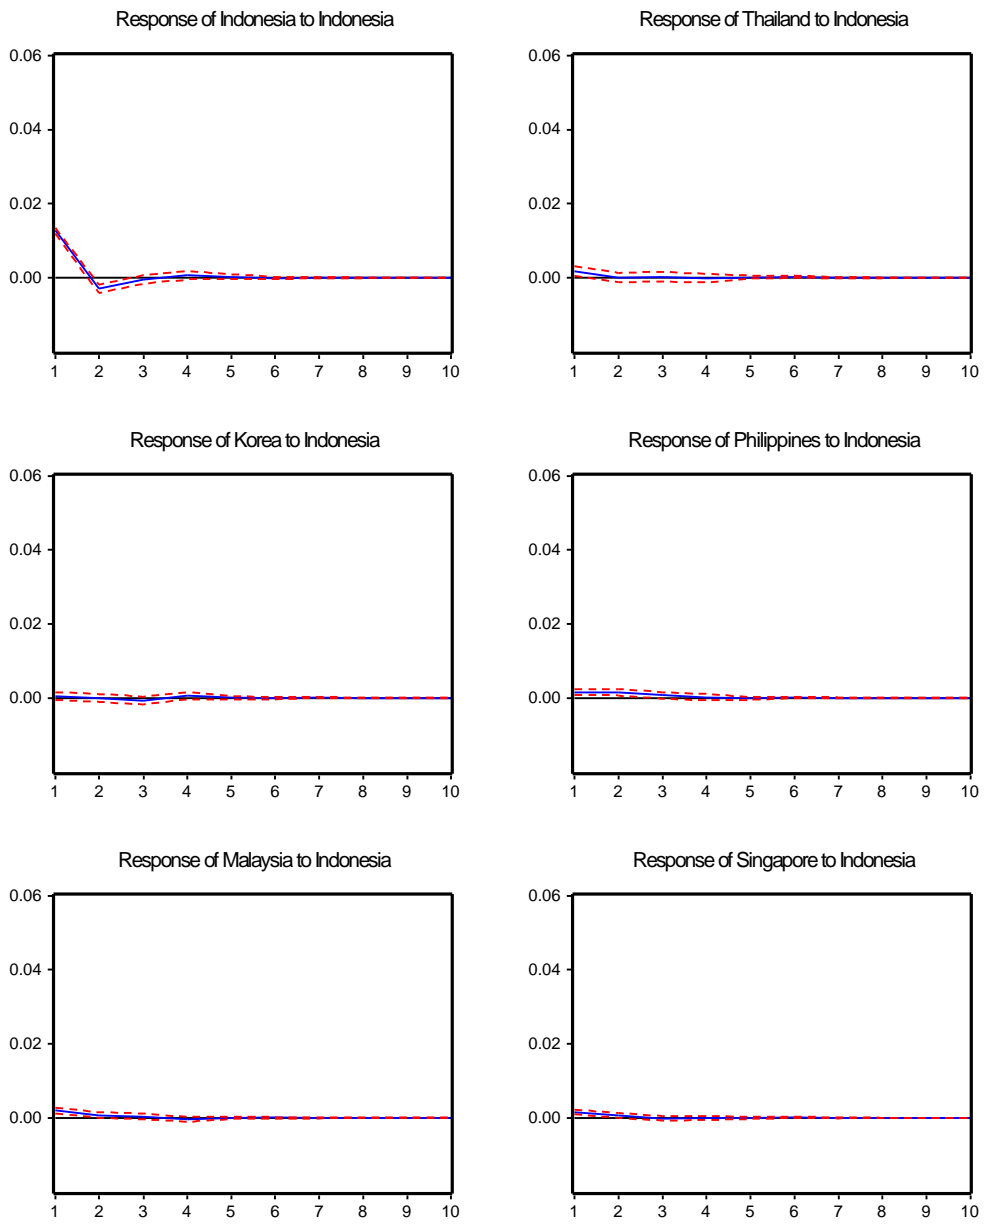 Response of Indonesia to Indonesia
0.06
0.04
0.02
0.00
1 2 3 4 5 6 7 8 9 10
Response of Thailand to Indonesia
0.06
0.04
0.02
0.00
1 2 3 4 5 6 7 8 9 10
Response of Korea to Indonesia
0.06
0.04
0.02
0.00
1 2 3 4 5 6 7 8 9 10
Response of Philippines to Indonesia
0.06
0.04
0.02
0.00
1 2 3 4 5 6 7 8 9 10
Response of Malaysia to Indonesia
0.06
0.04
0.02
0.00
1 2 3 4 5 6 7 8 9 10
Response of Singapore to Indonesia
0.06
0.04
0.02
0.00
1 2 3 4 5 6 7 8 9 10